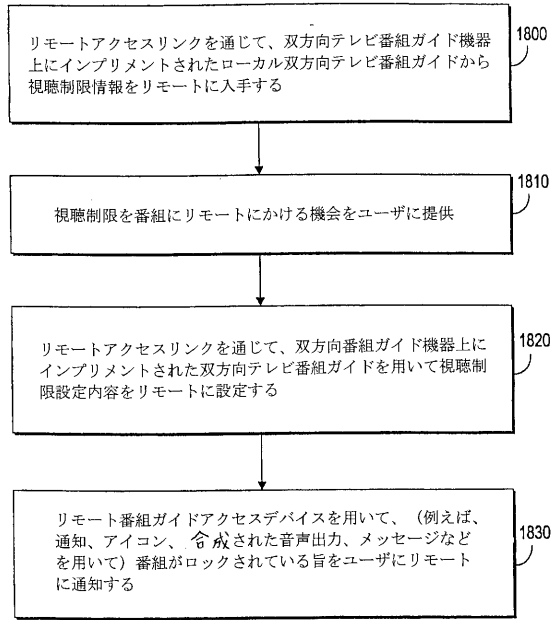 リモートアクセスリンクを通じて、双方向テレビ番組ガイド機器
上にインプリメントされたローカル双方向テレビ番組ガイドから
視聴制限情報をリモートに入手する
1800
視聴制限を番組にリモートにかける機会をユーザに提供
1810
リモートアクセスリンクを通じて、双方向番組ガイド機器上に
インプリメントされた双方向テレビ番組ガイドを用いて視聴制
限設定内容をリモートに設定する
1820
リモート番組ガイドアクセスデバイスを用いて、(例えば、
通知、アイコン、合成された音声出力、メッセージなど
を用いて)番組がロックされている旨をユーザにリモート
に通知する
1830